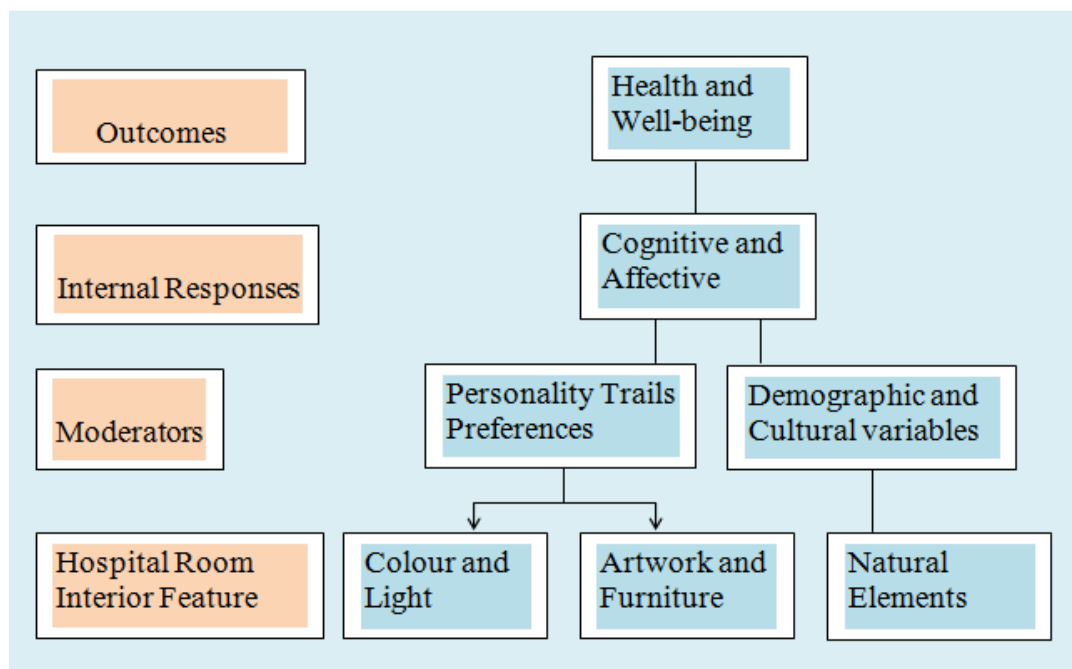 Outcomes
Health and
Well-being
Internal Responses
Cognitive and
Affective
Moderators
Personality Trails
Preferences
Demographic and
Cultural variables
Hospital Room
Interior Feature
Colour and
Light
Artwork and
Furniture
Natural
Elements